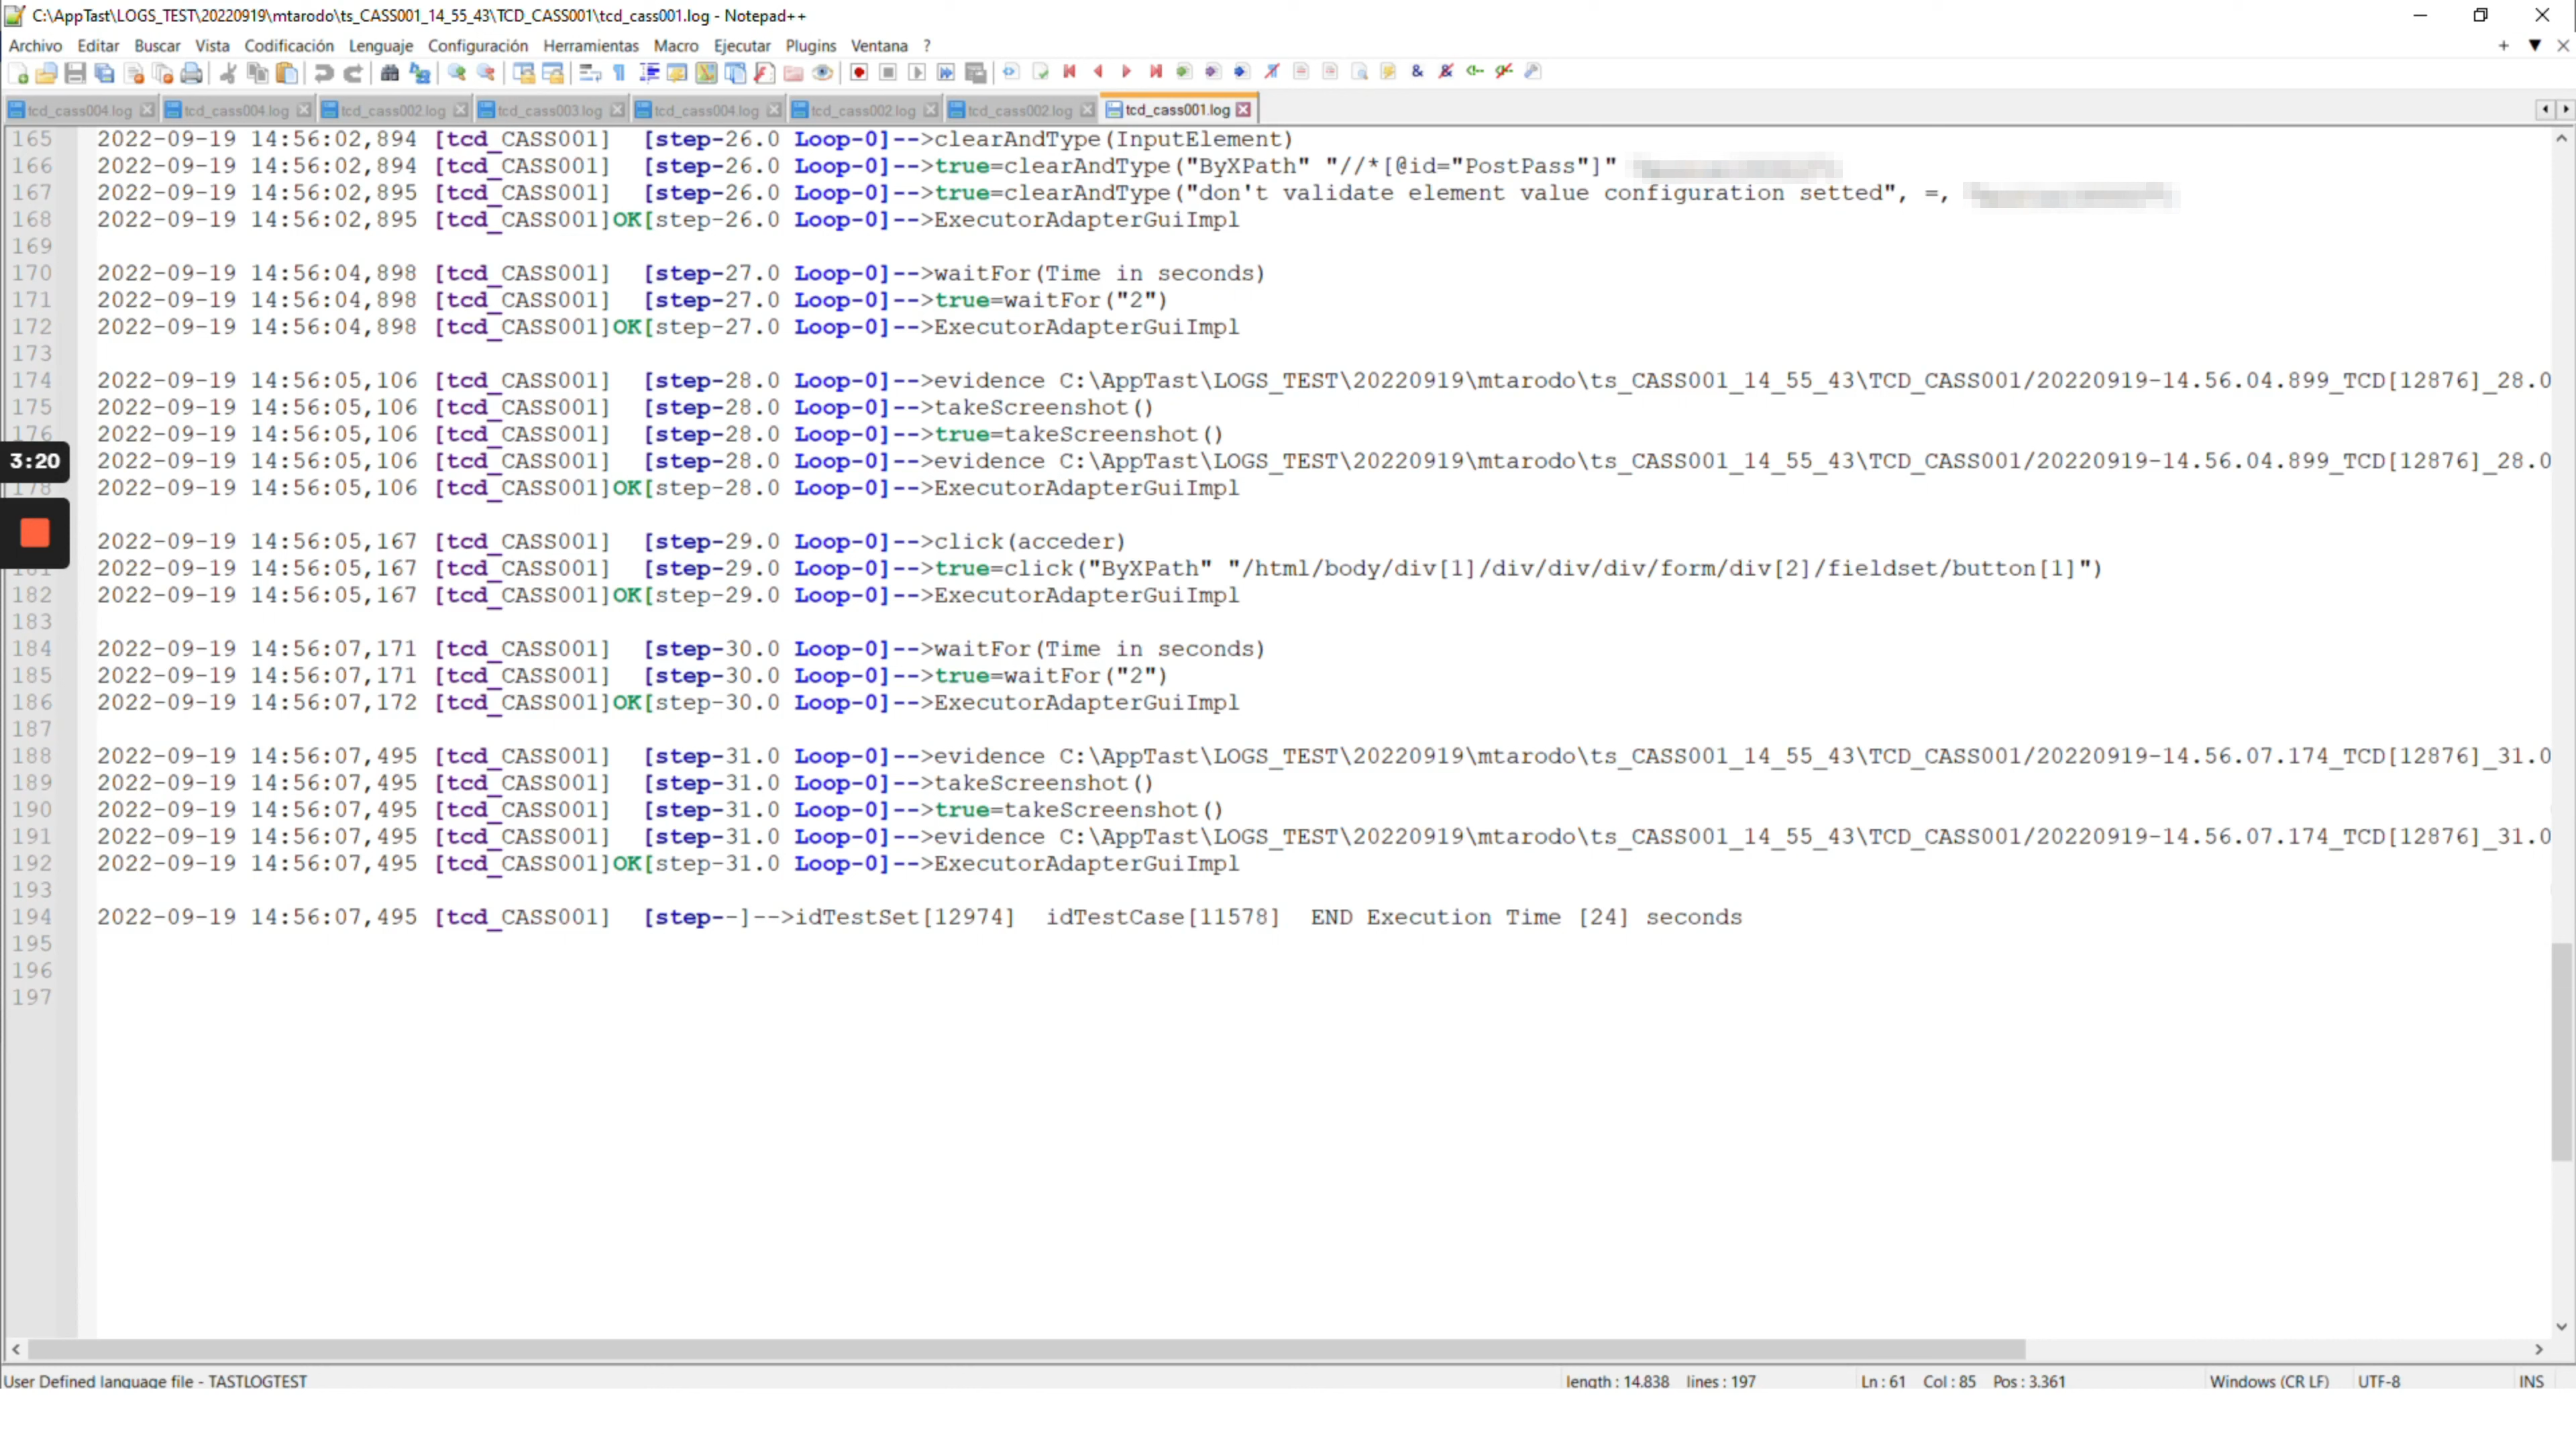 C:\AppTast\LOGS_TEST\20220919\mtarodo\ts_CASS001_14_55_43\TCD_CASS001\tcd_cass001.log - Notepad++
Archivo Editar Buscar Vista Codificación Lenguaje Configuración Herramientas Macro Ejecutar Plugins Ventana ?
tcd_cass004.log tcd_cass004.log tcd_cass002.log tcd_cass003.log tcd_cass004.log tcd_cass002.log tcd_cass002.log tcd_cass001.log
165 2022-09-19 14:56:02,894 [tcd_CASS001] [step-26.0 Loop-0]-->clearAndType(InputElement)
166 2022-09-19 14:56:02,894 [tcd_CASS001] [step-26.0 Loop-0]-->true=clearAndType("ByXPath" "//*[@id="PostPass"]"
167 2022-09-19 14:56:02,895 [tcd_CASS001] [step-26.0 Loop-0]-->true=clearAndType("don't validate element value configuration setted", =,
168 2022-09-19 14:56:02,895 [tcd_CASS001]OK[step-26.0 Loop-0]-->ExecutorAdapterGuiImpl
169
170 2022-09-19 14:56:04,898 [tcd_CASS001] [step-27.0 Loop-0]-->waitFor(Time in seconds)
171 2022-09-19 14:56:04,898 [tcd_CASS001] [step-27.0 Loop-0]-->true=waitFor("2")
172 2022-09-19 14:56:04,898 [tcd_CASS001]OK[step-27.0 Loop-0]-->ExecutorAdapterGuiImpl
173
174 2022-09-19 14:56:05,106 [tcd_CASS001] [step-28.0 Loop-0]-->evidence C:\AppTast\LOGS_TEST\20220919\mtarodo\ts_CASS001_14_55_43\TCD_CASS001/20220919-14.56.04.899_TCD[12876]_28.0
175 2022-09-19 14:56:05,106 [tcd_CASS001] [step-28.0 Loop-0]-->takeScreenshot()
176 2022-09-19 14:56:05,106 [tcd_CASS001] [step-28.0 Loop-0]-->true=takeScreenshot()
3:20 2022-09-19 14:56:05,106 [tcd_CASS001] [step-28.0 Loop-0]-->evidence C:\AppTast\LOGS_TEST\20220919\mtarodo\ts_CASS001_14_55_43\TCD_CASS001/20220919-14.56.04.899_TCD[12876]_28.0
178 2022-09-19 14:56:05,106 [tcd_CASS001]OK[step-28.0 Loop-0]-->ExecutorAdapterGuiImpl
2022-09-19 14:56:05,167 [tcd_CASS001] [step-29.0 Loop-0]-->click(acceder)
181 2022-09-19 14:56:05,167 [tcd_CASS001] [step-29.0 Loop-0]-->true=click("ByXPath" "/html/body/div[1]/div/div/div/form/div[2]/fieldset/button[1]")
182 2022-09-19 14:56:05,167 [tcd_CASS001]OK[step-29.0 Loop-0]-->ExecutorAdapterGuiImpl
183
184 2022-09-19 14:56:07,171 [tcd_CASS001] [step-30.0 Loop-0]-->waitFor(Time in seconds)
185 2022-09-19 14:56:07,171 [tcd_CASS001] [step-30.0 Loop-0]-->true=waitFor("2")
186 2022-09-19 14:56:07,172 [tcd_CASS001]OK[step-30.0 Loop-0]-->ExecutorAdapterGuiImpl
187
188 2022-09-19 14:56:07,495 [tcd_CASS001] [step-31.0 Loop-0]-->evidence C:\AppTast\LOGS_TEST\20220919\mtarodo\ts_CASS001_14_55_43\TCD_CASS001/20220919-14.56.07.174_TCD[12876]_31.0
189 2022-09-19 14:56:07,495 [tcd_CASS001] [step-31.0 Loop-0]-->takeScreenshot()
190 2022-09-19 14:56:07,495 [tcd_CASS001] [step-31.0 Loop-0]-->true=takeScreenshot()
191 2022-09-19 14:56:07,495 [tcd_CASS001] [step-31.0 Loop-0]-->evidence C:\AppTast\LOGS_TEST\20220919\mtarodo\ts_CASS001_14_55_43\TCD_CASS001/20220919-14.56.07.174_TCD[12876]_31.0
192 2022-09-19 14:56:07,495 [tcd_CASS001]OK[step-31.0 Loop-0]-->ExecutorAdapterGuiImpl
193
194 2022-09-19 14:56:07,495 [tcd_CASS001] [step--]-->idTestSet[12974] idTestCase[11578] END Execution Time [24] seconds
195
196
197
User Defined language file - TASTLOGTEST length : 14.838 lines : 197 Ln : 61 Col : 85 Pos : 3.361 Windows (CR LF) UTF-8 INS